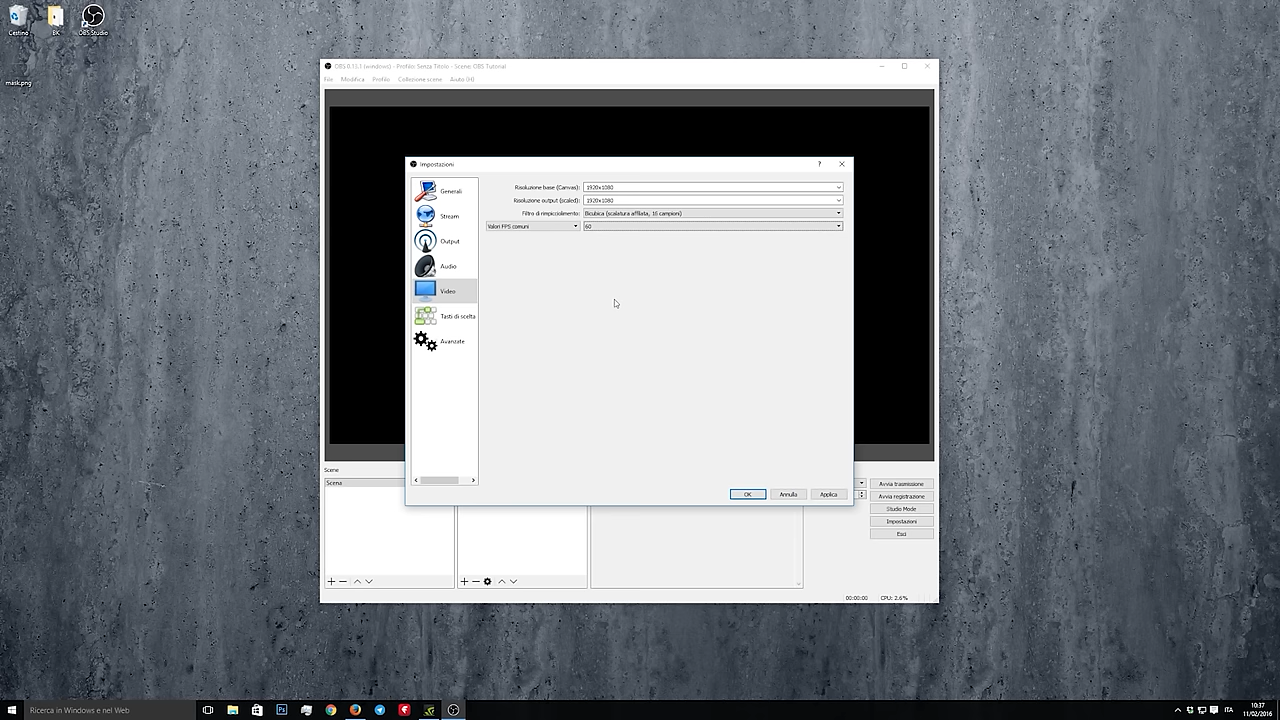 Cestino
BK
OBS Studio
mask.png
OBS 0.13.1 (windows) - Profilo: Senza Titolo - Scene: OBS Tutorial
File Modifica Profilo Collezione scene Aiuto (H)
Impostazioni
?
Generali
Stream
Output
Audio
Video
Tasti di scelta
Avanzate
Risoluzione base (Canvas): 1920x1080
Risoluzione output (scaled): 1920x1080
Filtro di rimpicciolimento: Bicubica (scalatura affilata, 16 campioni)
Valori FPS comuni 60
OK Annulla Applica
Scene
Scena
Avvia trasmissione
Avvia registrazione
Studio Mode
Impostazioni
Esci
00:00:00 CPU: 2.6%
Ricerca in Windows e nel Web
ITA
10:37
11/02/2016